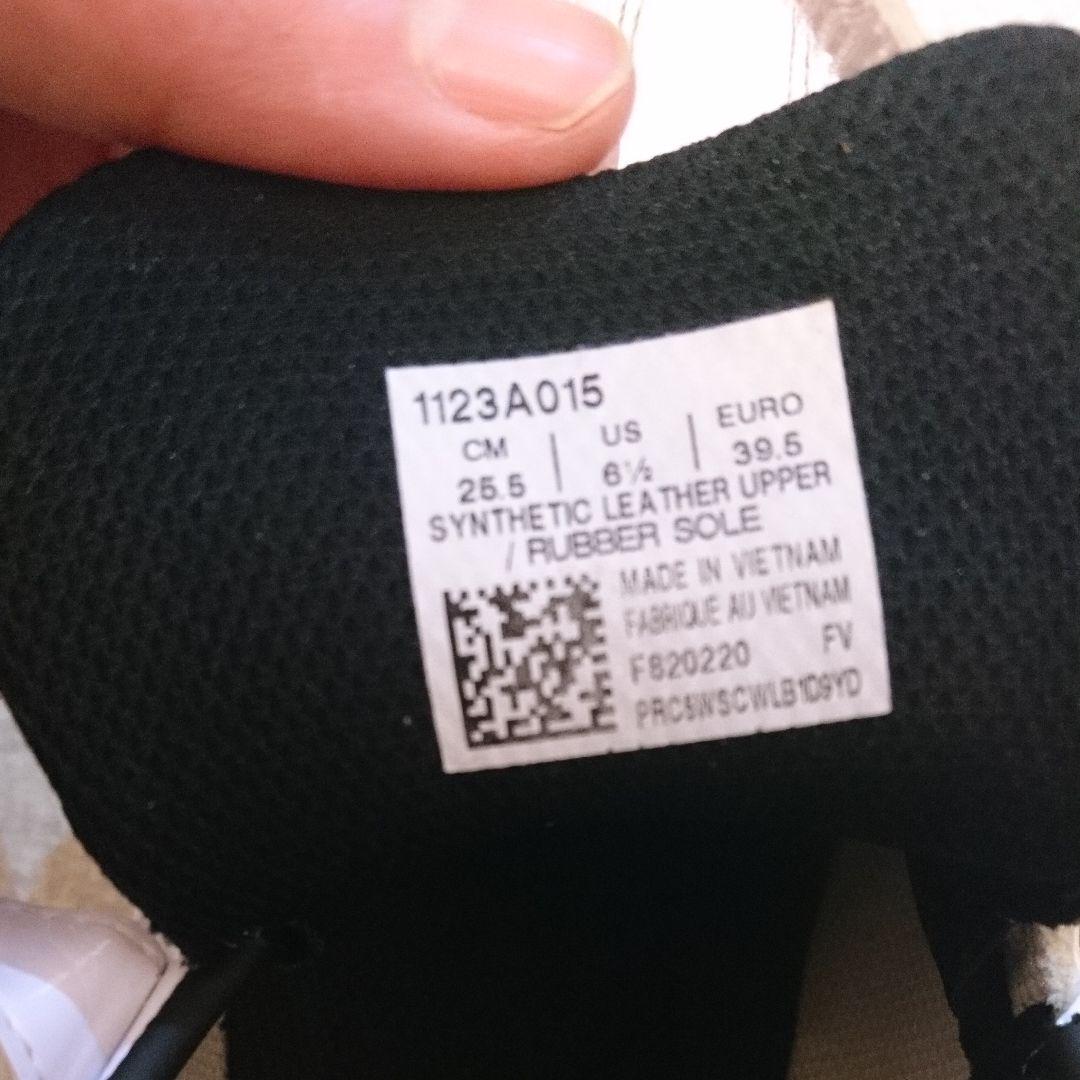 1123A015
CM | US | EURO
25.5 | 6½ | 39.5
SYNTHETIC LEATHER UPPER
/ RUBBER SOLE
MADE IN VIETNAM
FABRIQUE AU VIETNAM
F820220 FV
PRC5WSCWLB1D9YD